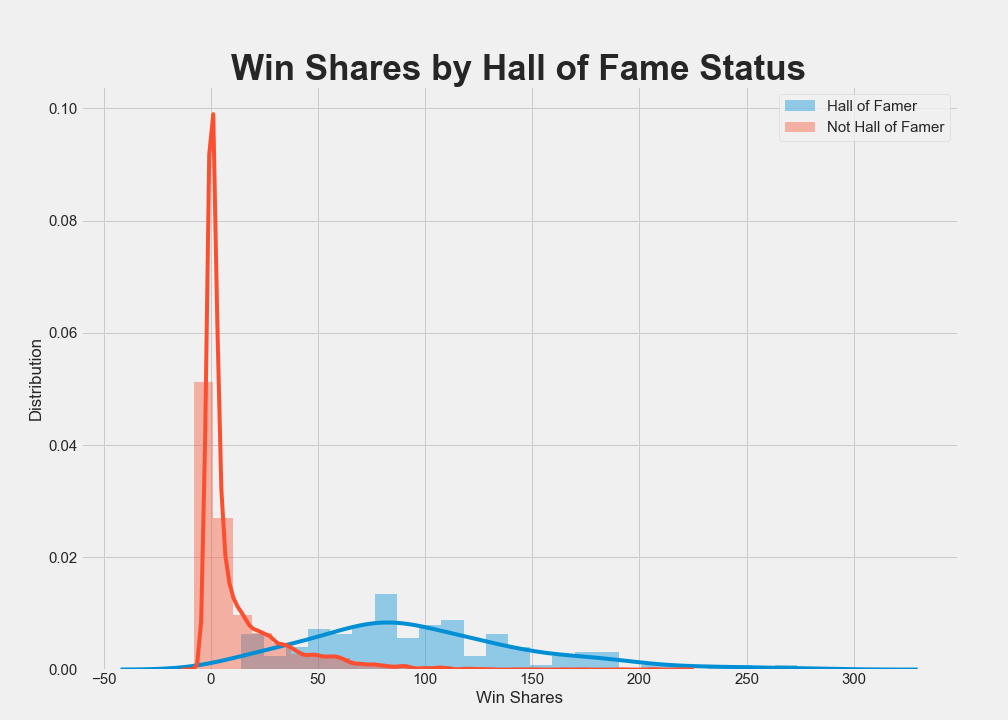 Win Shares by Hall of Fame Status
Hall of Famer
Not Hall of Famer
0.10
0.08
0.06
0.04
0.02
0.00
Distribution
−50 0 50 100 150 200 250 300
Win Shares